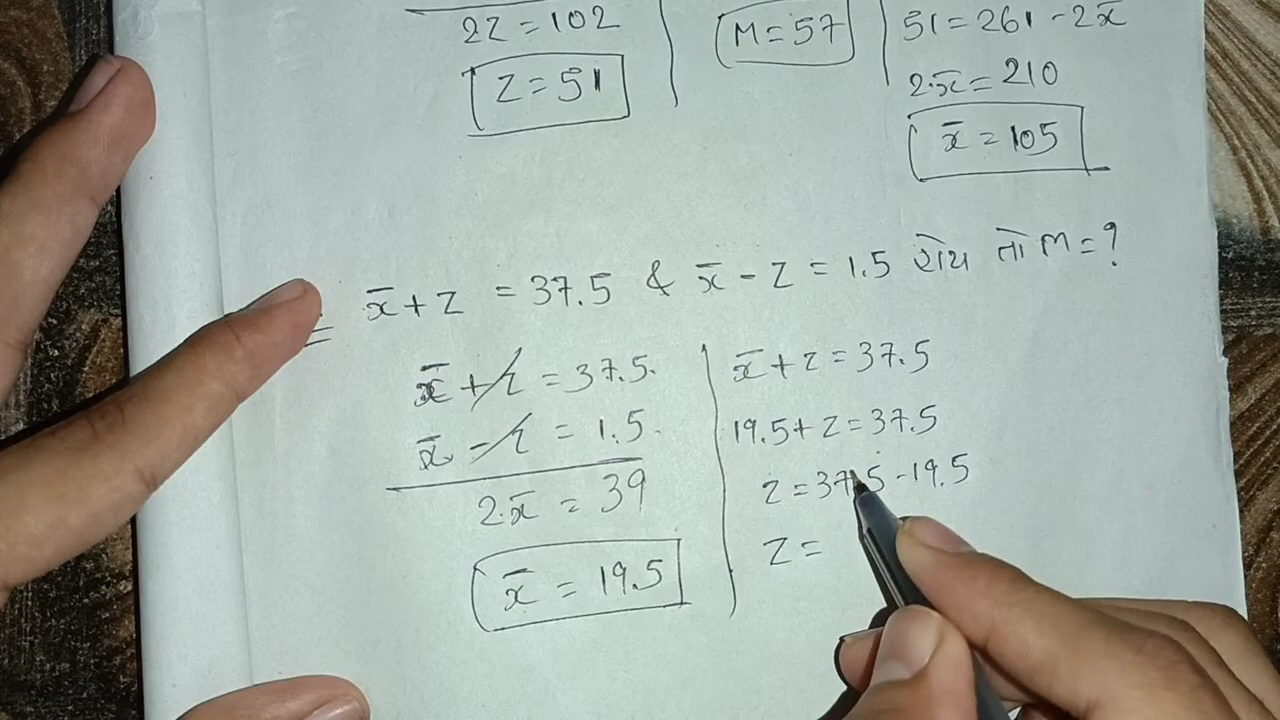 2Z = 102
Z = 51
M = 57
51 = 261 - 2x̄
2x̄ = 210
x̄ = 105
= x̄ + Z = 37.5 & x̄ - Z = 1.5 હોય તો M = ?
x̄ + Z = 37.5
x̄ - Z = 1.5
2x̄ = 39
x̄ = 19.5
x̄ + Z = 37.5
19.5 + Z = 37.5
Z = 37.5 - 19.5
Z =